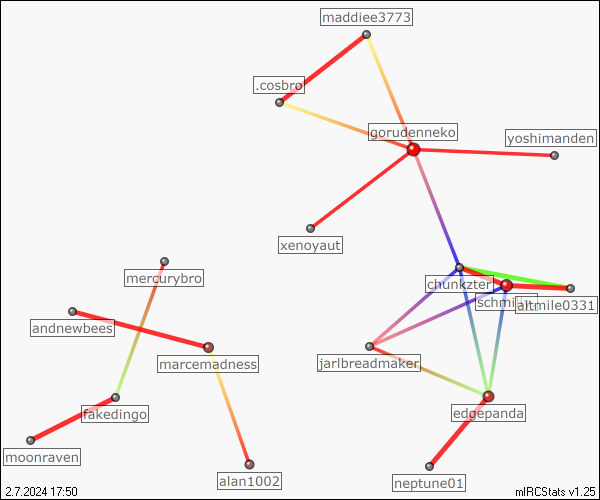 maddiee3773
.cosbro
gorudenneko
yoshimanden
xenoyaut
mercurybro
chunkzter
altmile0331
andnewbees
marcemadness
jarlbreadmaker
fakedingo
edgepanda
moonraven
alan1002
neptune01
2.7.2024 17:50
mIRCStats v1.25